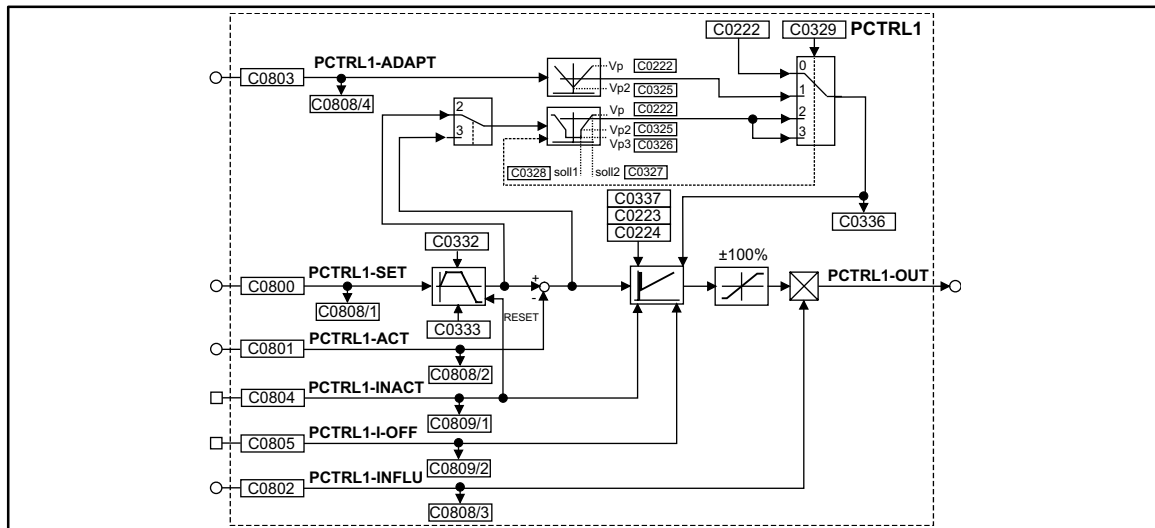 C0222
C0329
PCTRL1
PCTRL1-ADAPT
C0803
C0808/4
Vp
C0222
Vp2
C0325
0
1
2
3
2
3
Vp
C0222
Vp2
C0325
Vp3
C0326
C0328
soll1
soll2
C0327
C0337
C0223
C0224
C0336
C0332
±100%
PCTRL1-SET
C0800
C0808/1
+
-
PCTRL1-OUT
C0333
RESET
PCTRL1-ACT
C0801
C0808/2
PCTRL1-INACT
C0804
C0809/1
PCTRL1-I-OFF
C0805
C0809/2
PCTRL1-INFLU
C0802
C0808/3